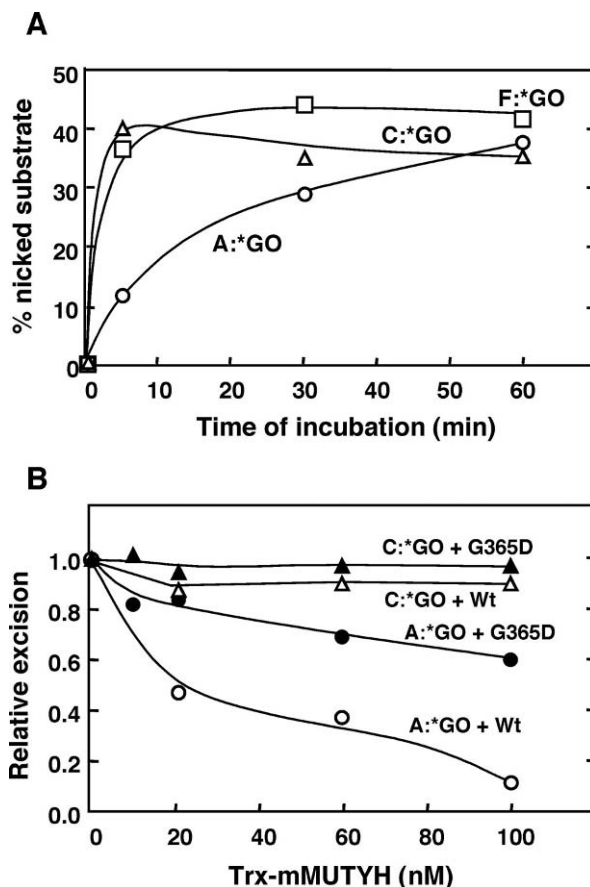 A
50
40
30
20
10
0
% nicked substrate
F:*GO
C:*GO
A:*GO
0 10 20 30 40 50 60
Time of incubation (min)
B
1.0
0.8
0.6
0.4
0.2
0.0
Relative excision
C:*GO + G365D
C:*GO + Wt
A:*GO + G365D
A:*GO + Wt
0 20 40 60 80 100
Trx-mMUTYH (nM)